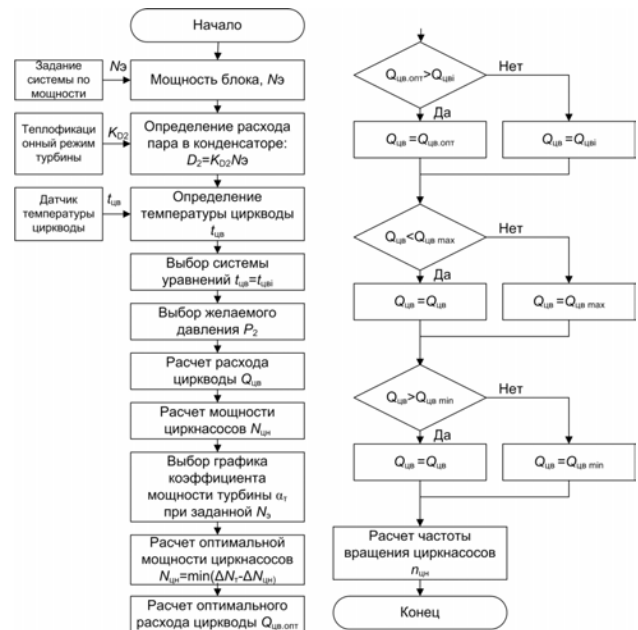 Начало
Задание
системы по
мощности
Nэ
Мощность блока, Nэ
Теплофикаци
онный режим
турбины
K_D2
Определение расхода
пара в конденсаторе:
D₂=K_D2Nэ
Датчик
температуры
циркводы
tцв
Определение
температуры циркводы
tцв
Выбор системы
уравнений tцв=tцвi
Выбор желаемого
давления P₂
Расчет расхода
циркводы Qцв
Расчет мощности
циркнасосов Nцн
Выбор графика
коэффициента
мощности турбины αт
при заданной Nэ
Расчет оптимальной
мощности циркнасосов
Nцн=min(ΔNт-ΔNцн)
Расчет оптимального
расхода циркводы Qцв.опт
Qцв.опт>Qцвi
Нет
Да
Qцв=Qцв.опт
Qцв=Qцвi
Qцв<Qцв max
Нет
Да
Qцв=Qцв
Qцв=Qцв max
Qцв>Qцв min
Нет
Да
Qцв=Qцв
Qцв=Qцв min
Расчет частоты
вращения циркнасосов
nцн
Конец